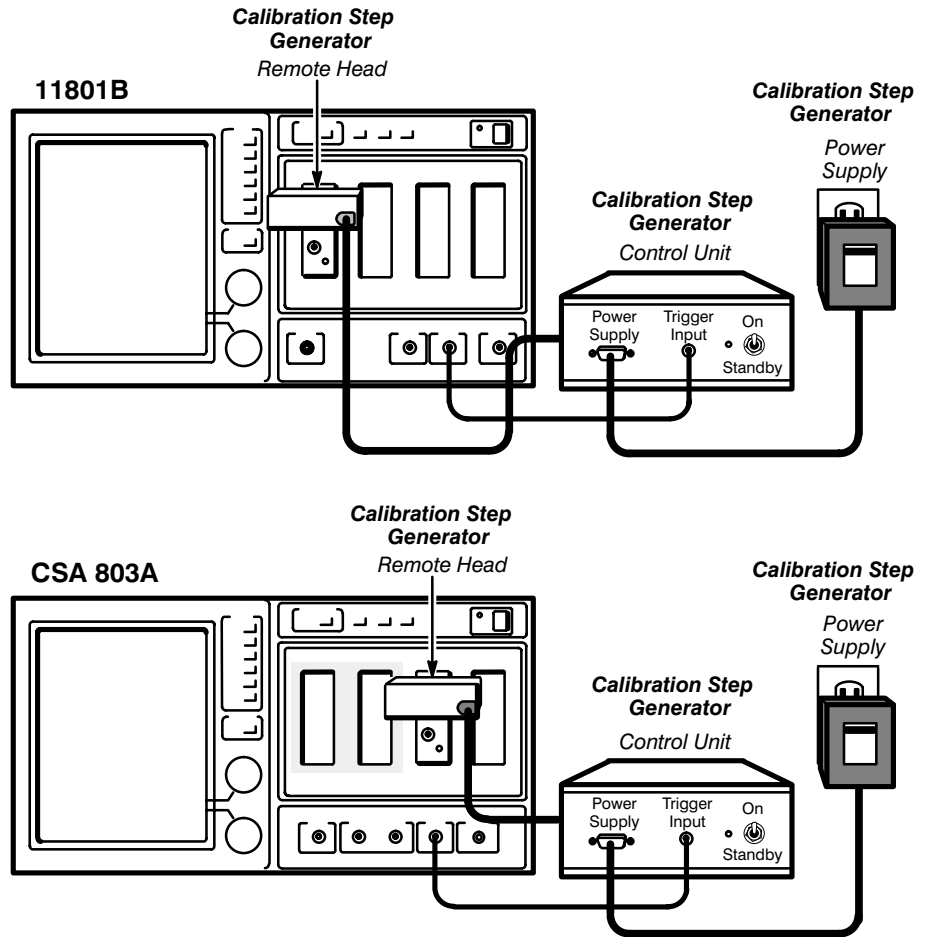 Calibration Step
Generator
Remote Head
11801B
Calibration Step
Generator
Power
Supply
Calibration Step
Generator
Control Unit
Power
Supply
Trigger
Input
On
Standby
Calibration Step
Generator
Remote Head
CSA 803A
Calibration Step
Generator
Power
Supply
Calibration Step
Generator
Control Unit
Power
Supply
Trigger
Input
On
Standby